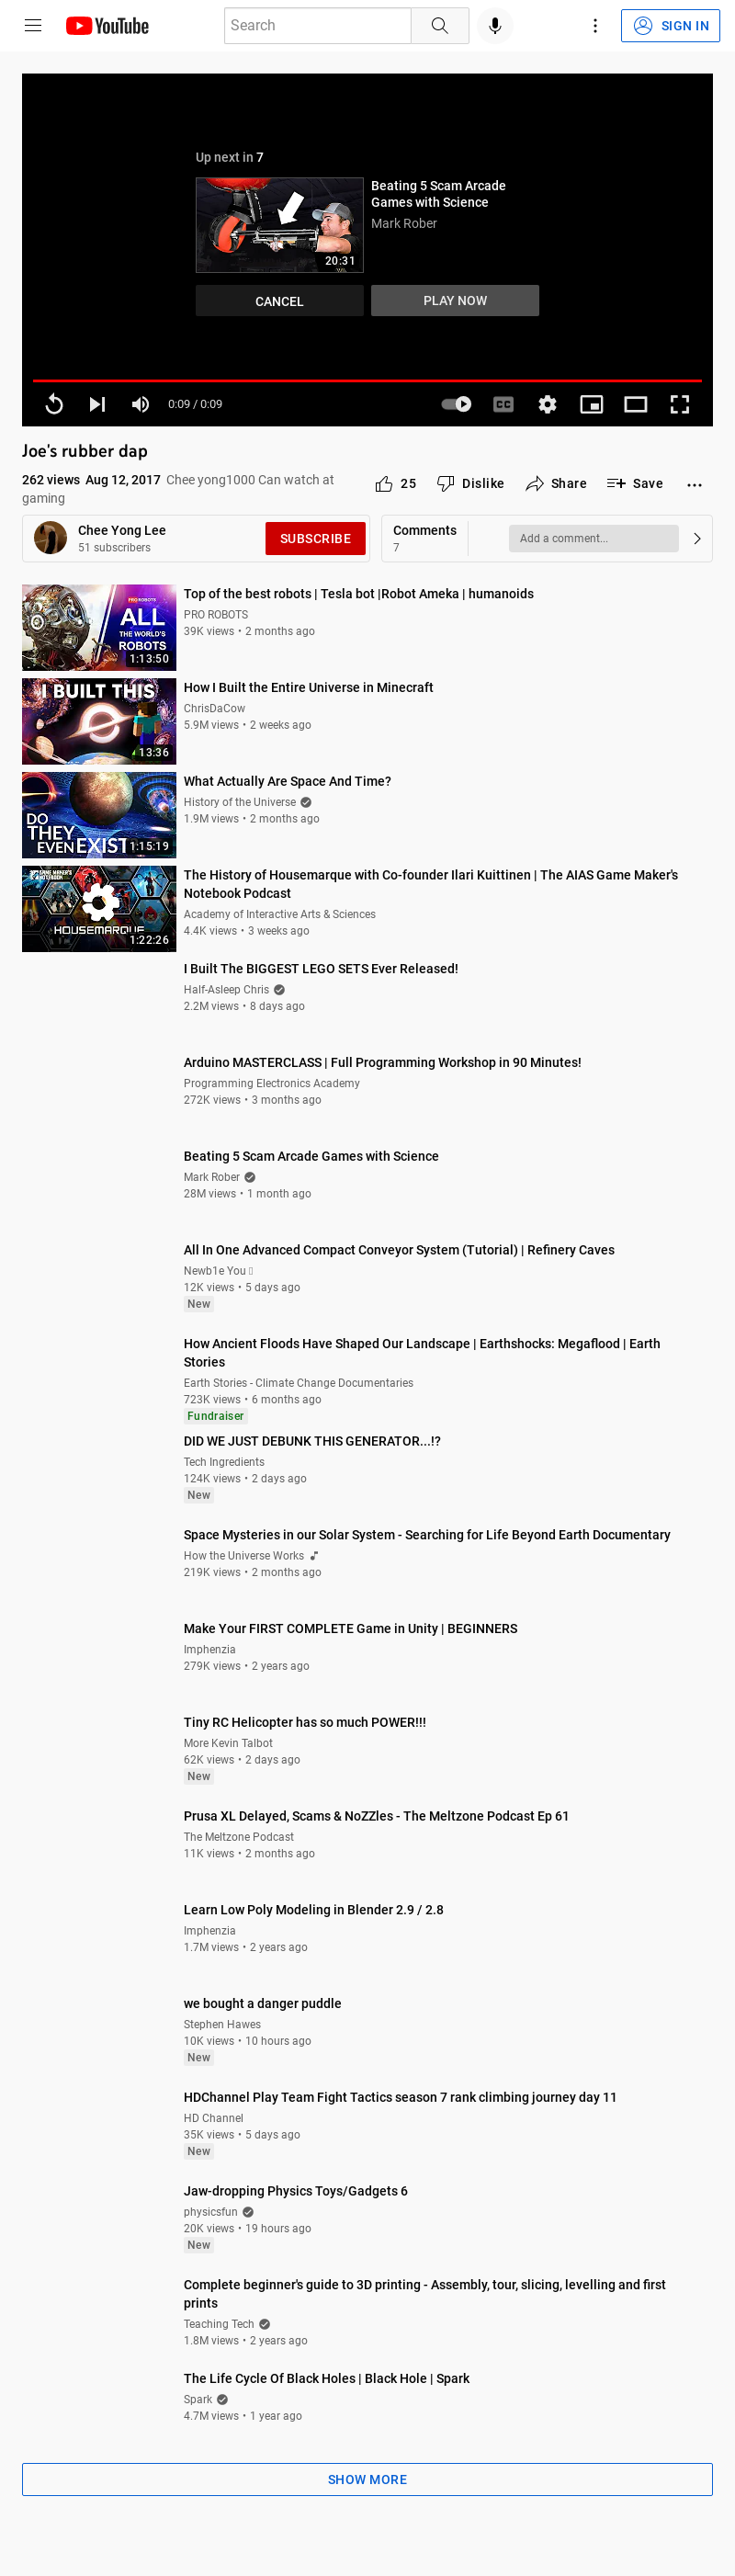 YouTube
Search
SIGN IN
Up next in 7
Beating 5 Scam Arcade
Games with Science
Mark Rober
20:31
CANCEL
PLAY NOW
0:09 / 0:09
CC
Joe's rubber dap
262 views Aug 12, 2017 Chee yong1000 Can watch at
gaming
25
Dislike
Share
Save
Chee Yong Lee
51 subscribers
SUBSCRIBE
Comments
7
Add a comment...
PRO ROBOTS
ALL
THE WORLD'S
ROBOTS
1:13:50
Top of the best robots | Tesla bot |Robot Ameka | humanoids
PRO ROBOTS
39K views • 2 months ago
I BUILT THIS
13:36
How I Built the Entire Universe in Minecraft
ChrisDaCow
5.9M views • 2 weeks ago
DO
THEY
EVEN EXIST
1:15:19
What Actually Are Space And Time?
History of the Universe
1.9M views • 2 months ago
GAME MAKER'S
NOTEBOOK
HOUSEMARQUE
1:22:26
The History of Housemarque with Co-founder Ilari Kuittinen | The AIAS Game Maker's
Notebook Podcast
Academy of Interactive Arts & Sciences
4.4K views • 3 weeks ago
I Built The BIGGEST LEGO SETS Ever Released!
Half-Asleep Chris
2.2M views • 8 days ago
Arduino MASTERCLASS | Full Programming Workshop in 90 Minutes!
Programming Electronics Academy
272K views • 3 months ago
Beating 5 Scam Arcade Games with Science
Mark Rober
28M views • 1 month ago
All In One Advanced Compact Conveyor System (Tutorial) | Refinery Caves
Newb1e You
12K views • 5 days ago
New
How Ancient Floods Have Shaped Our Landscape | Earthshocks: Megaflood | Earth
Stories
Earth Stories - Climate Change Documentaries
723K views • 6 months ago
Fundraiser
DID WE JUST DEBUNK THIS GENERATOR...!?
Tech Ingredients
124K views • 2 days ago
New
Space Mysteries in our Solar System - Searching for Life Beyond Earth Documentary
How the Universe Works
219K views • 2 months ago
Make Your FIRST COMPLETE Game in Unity | BEGINNERS
Imphenzia
279K views • 2 years ago
Tiny RC Helicopter has so much POWER!!!
More Kevin Talbot
62K views • 2 days ago
New
Prusa XL Delayed, Scams & NoZZles - The Meltzone Podcast Ep 61
The Meltzone Podcast
11K views • 2 months ago
Learn Low Poly Modeling in Blender 2.9 / 2.8
Imphenzia
1.7M views • 2 years ago
we bought a danger puddle
Stephen Hawes
10K views • 10 hours ago
New
HDChannel Play Team Fight Tactics season 7 rank climbing journey day 11
HD Channel
35K views • 5 days ago
New
Jaw-dropping Physics Toys/Gadgets 6
physicsfun
20K views • 19 hours ago
New
Complete beginner's guide to 3D printing - Assembly, tour, slicing, levelling and first
prints
Teaching Tech
1.8M views • 2 years ago
The Life Cycle Of Black Holes | Black Hole | Spark
Spark
4.7M views • 1 year ago
SHOW MORE